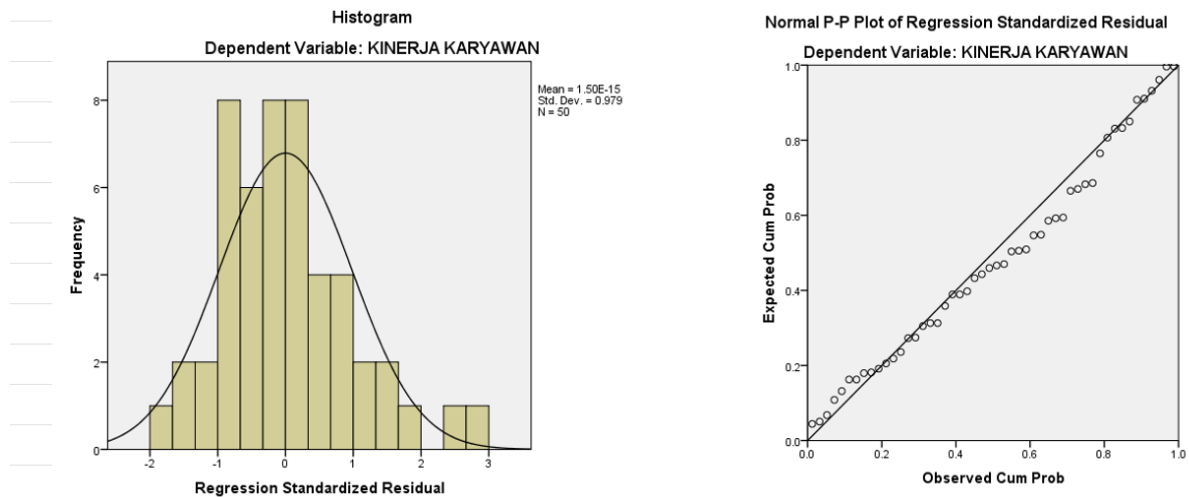 Histogram
Dependent Variable: KINERJA KARYAWAN
Mean = 1.50E-15
Std. Dev. = 0.979
N = 50
Frequency
8
6
4
2
0
-2 -1 0 1 2 3
Regression Standardized Residual
Normal P-P Plot of Regression Standardized Residual
Dependent Variable: KINERJA KARYAWAN
Expected Cum Prob
1.0
0.8
0.6
0.4
0.2
0.0
0.0 0.2 0.4 0.6 0.8 1.0
Observed Cum Prob